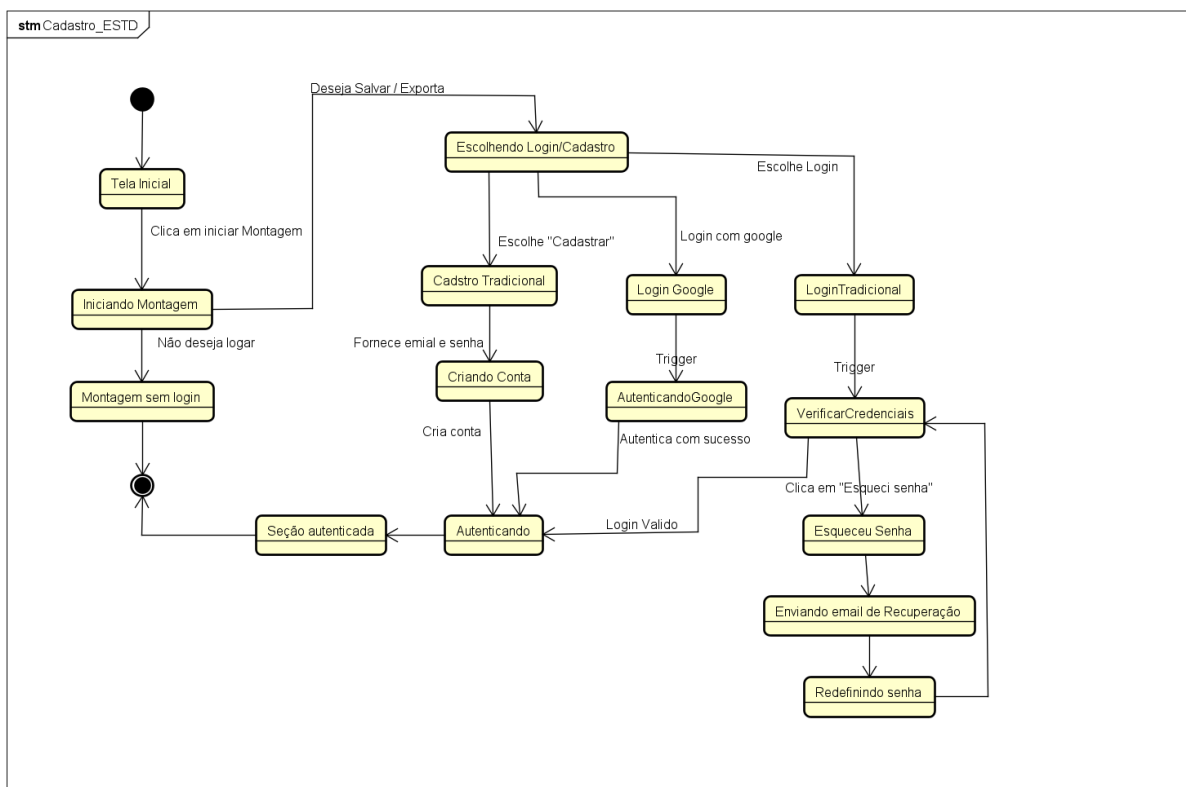 stm Cadastro_ESTD
Deseja Salvar / Exporta
Escolhendo Login/Cadastro
Escolhe Login
Tela Inicial
Clica em iniciar Montagem
Escolhe "Cadastrar"
Login com google
Cadstro Tradicional
Login Google
LoginTradicional
Iniciando Montagem
Não deseja logar
Fornece emial e senha
Trigger
Trigger
Montagem sem login
Criando Conta
AutenticandoGoogle
VerificarCredenciais
Cria conta
Autentica com sucesso
Clica em "Esqueci senha"
Seção autenticada
Autenticando
Login Valido
Esqueceu Senha
Enviando email de Recuperação
Redefinindo senha